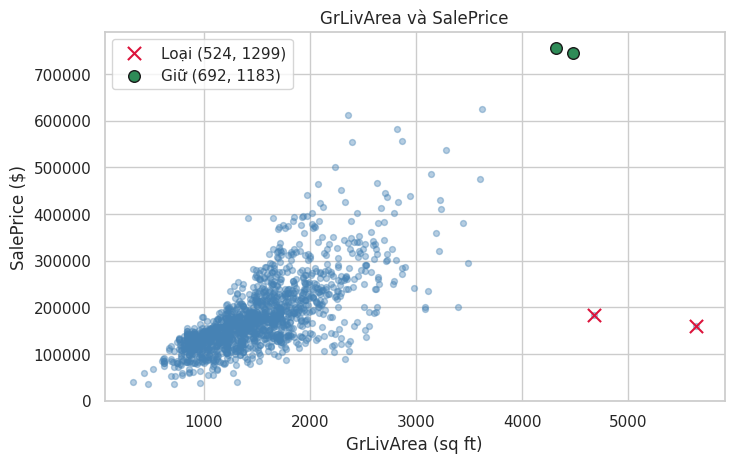 GrLivArea và SalePrice
Loại (524, 1299)
Giữ (692, 1183)
SalePrice ($)
700000
600000
500000
400000
300000
200000
100000
0
1000 2000 3000 4000 5000
GrLivArea (sq ft)